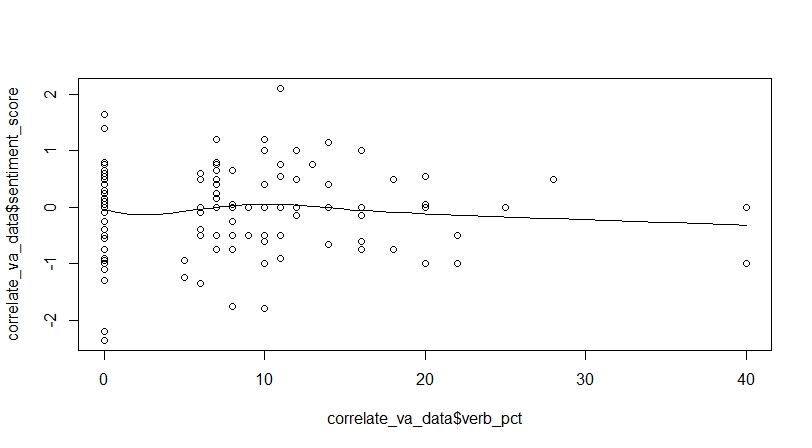 correlate_va_data$sentiment_score
2
1
0
-1
-2
0 10 20 30 40
correlate_va_data$verb_pct